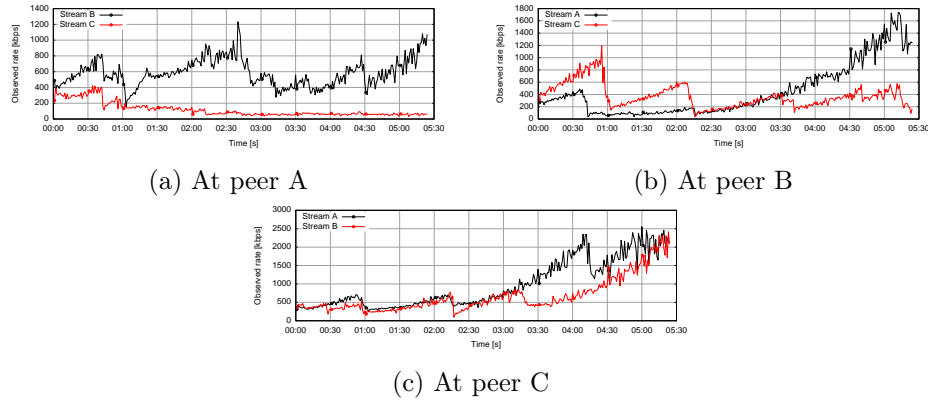 Observed rate [kbps]
1400
1200
1000
800
600
400
200
0
Stream B
Stream C
00:00 00:30 01:00 01:30 02:00 02:30 03:00 03:30 04:00 04:30 05:00 05:30
Time [s]
(a) At peer A
Observed rate [kbps]
1800
1600
1400
1200
1000
800
600
400
200
0
Stream A
Stream C
00:00 00:30 01:00 01:30 02:00 02:30 03:00 03:30 04:00 04:30 05:00 05:30
Time [s]
(b) At peer B
Observed rate [kbps]
3000
2500
2000
1500
1000
500
0
Stream A
Stream B
00:00 00:30 01:00 01:30 02:00 02:30 03:00 03:30 04:00 04:30 05:00 05:30
Time [s]
(c) At peer C